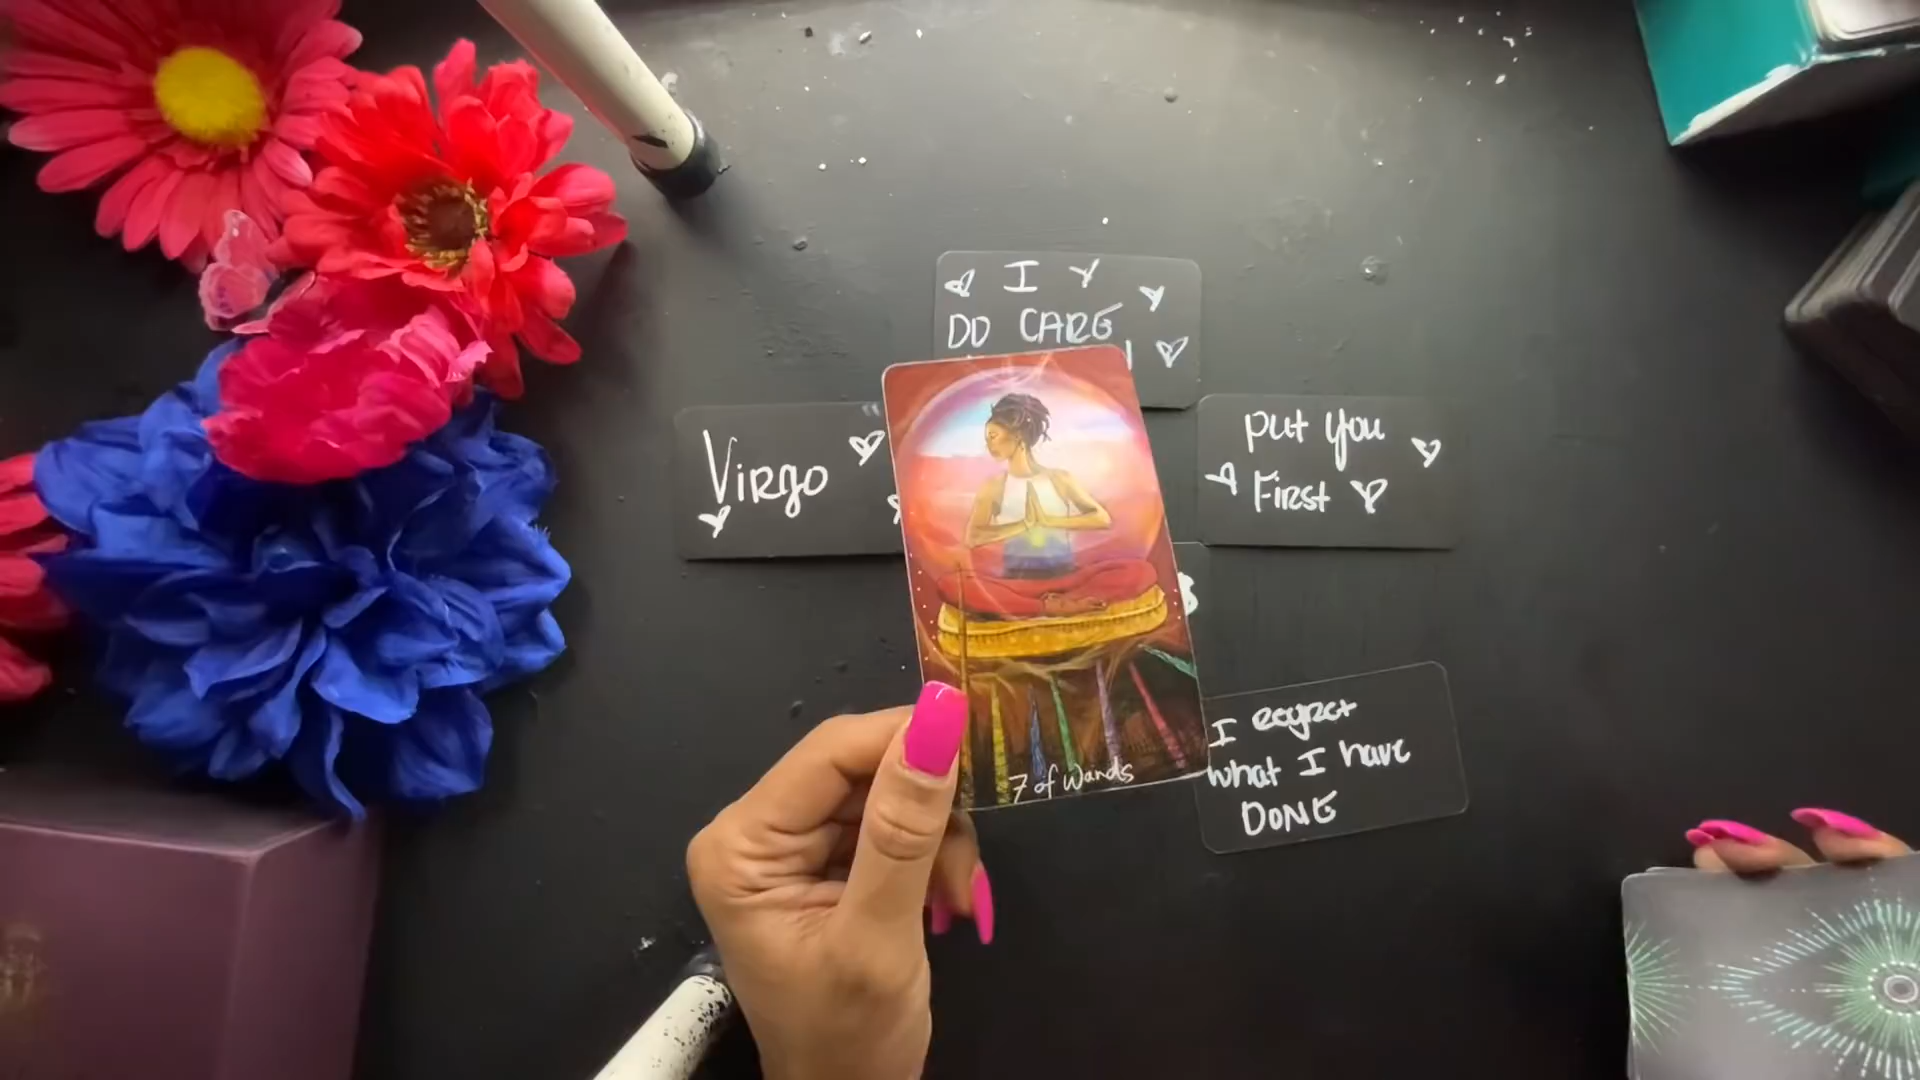 I
DO CARE
Virgo
Put you
First
7 of Wands
I regret
what I have
DONE